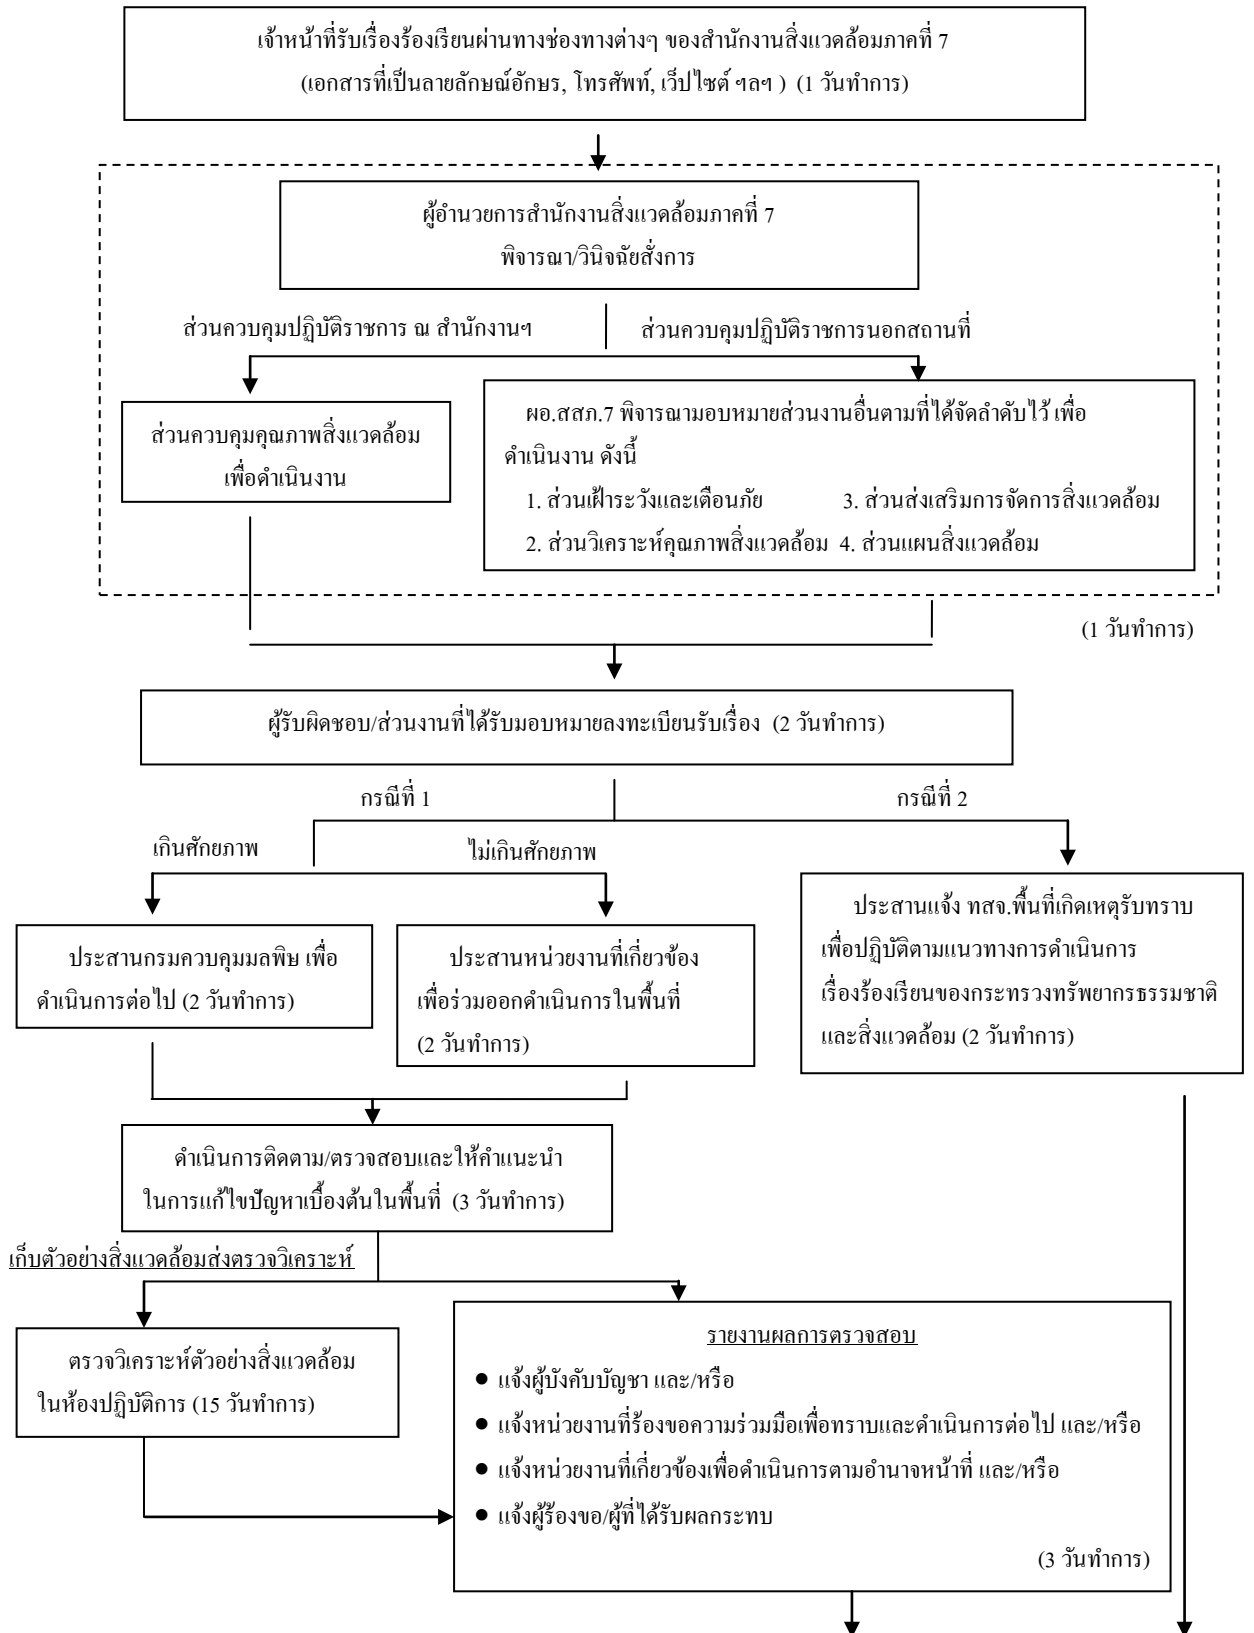 เจ้าหน้าที่รับเรื่องร้องเรียนผ่านทางช่องทางต่างๆ ของสำนักงานสิ่งแวดล้อมภาคที่ 7
(เอกสารที่เป็นลายลักษณ์อักษร, โทรศัพท์, เว็ปไซต์ ฯลฯ ) (1 วันทำการ)
ผู้อำนวยการสำนักงานสิ่งแวดล้อมภาคที่ 7
พิจารณา/วินิจฉัยสั่งการ
ส่วนควบคุมปฏิบัติราชการ ณ สำนักงานฯ
ส่วนควบคุมปฏิบัติราชการนอกสถานที่
ส่วนควบคุมคุณภาพสิ่งแวดล้อม
เพื่อดำเนินงาน
ผอ.สสภ.7 พิจารณามอบหมายส่วนงานอื่นตามที่ได้จัดลำดับไว้ เพื่อ
ดำเนินงาน ดังนี้
1. ส่วนเฝ้าระวังและเตือนภัย 3. ส่วนส่งเสริมการจัดการสิ่งแวดล้อม
2. ส่วนวิเคราะห์คุณภาพสิ่งแวดล้อม 4. ส่วนแผนสิ่งแวดล้อม
(1 วันทำการ)
ผู้รับผิดชอบ/ส่วนงานที่ได้รับมอบหมายลงทะเบียนรับเรื่อง (2 วันทำการ)
กรณีที่ 1
กรณีที่ 2
เกินศักยภาพ
ไม่เกินศักยภาพ
ประสานกรมควบคุมมลพิษ เพื่อ
ดำเนินการต่อไป (2 วันทำการ)
ประสานหน่วยงานที่เกี่ยวข้อง
เพื่อร่วมออกดำเนินการในพื้นที่
(2 วันทำการ)
ประสานแจ้ง ทสจ.พื้นที่เกิดเหตุรับทราบ
เพื่อปฏิบัติตามแนวทางการดำเนินการ
เรื่องร้องเรียนของกระทรวงทรัพยากรธรรมชาติ
และสิ่งแวดล้อม (2 วันทำการ)
ดำเนินการติดตาม/ตรวจสอบและให้คำแนะนำ
ในการแก้ไขปัญหาเบื้องต้นในพื้นที่ (3 วันทำการ)
เก็บตัวอย่างสิ่งแวดล้อมส่งตรวจวิเคราะห์
ตรวจวิเคราะห์ตัวอย่างสิ่งแวดล้อม
ในห้องปฏิบัติการ (15 วันทำการ)
รายงานผลการตรวจสอบ
● แจ้งผู้บังคับบัญชา และ/หรือ
● แจ้งหน่วยงานที่ร้องขอความร่วมมือเพื่อทราบและดำเนินการต่อไป และ/หรือ
● แจ้งหน่วยงานที่เกี่ยวข้องเพื่อดำเนินการตามอำนาจหน้าที่ และ/หรือ
● แจ้งผู้ร้องขอ/ผู้ที่ได้รับผลกระทบ
(3 วันทำการ)